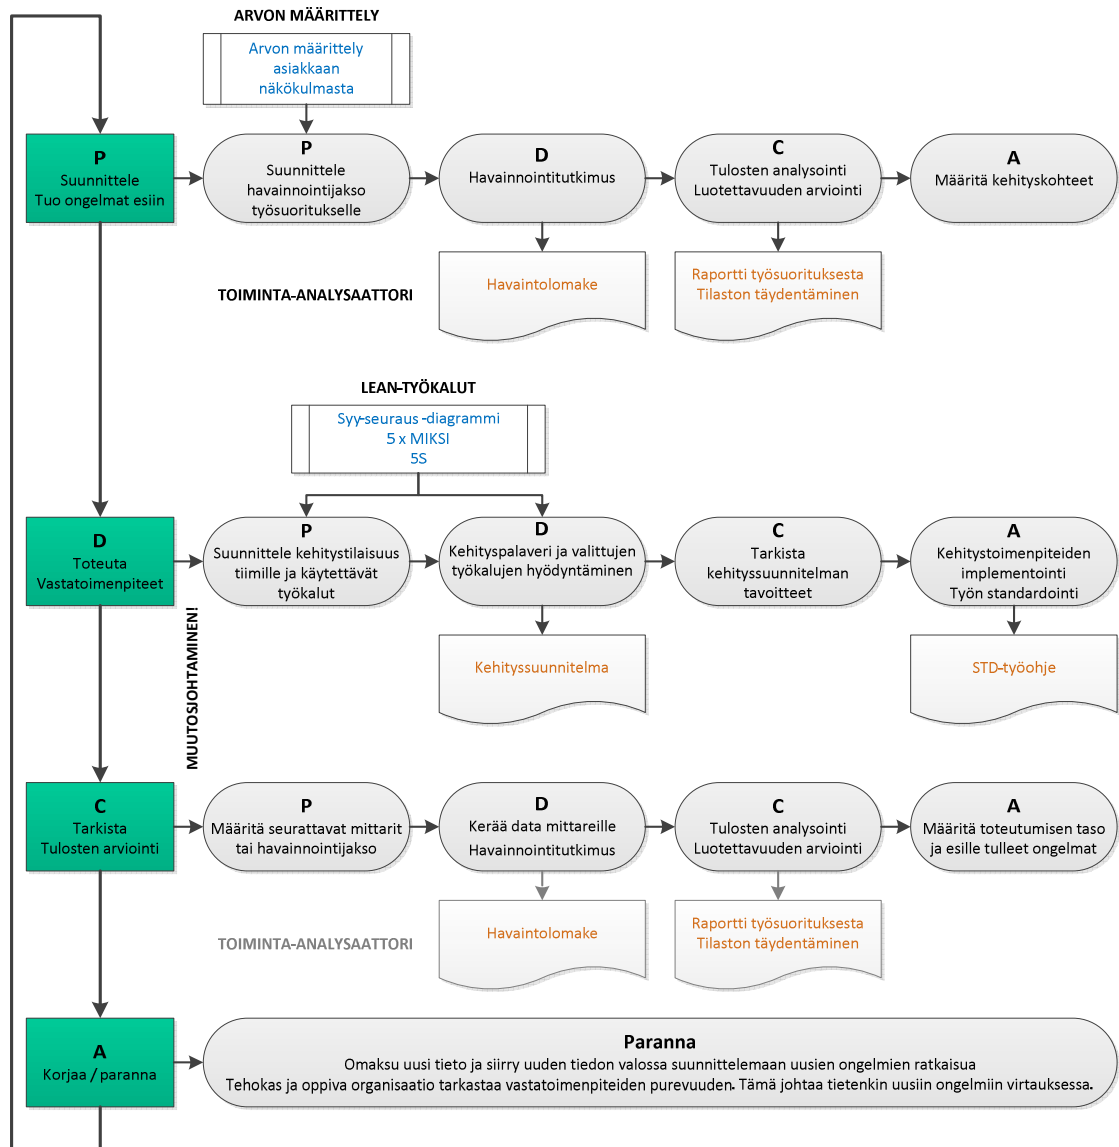 ARVON MÄÄRITTELY
Arvon määrittely
asiakkaan
näkökulmasta
P
Suunnittele
Tuo ongelmat esiin
P
Suunnittele
havainnointijakso
työsuoritukselle
D
Havainnointitutkimus
C
Tulosten analysointi
Luotettavuuden arviointi
A
Määritä kehityskohteet
TOIMINTA-ANALYSAATTORI
Havaintolomake
Raportti työsuorituksesta
Tilaston täydentäminen
LEAN-TYÖKALUT
Syy-seuraus -diagrammi
5 x MIKSI
5S
D
Toteuta
Vastatoimenpiteet
P
Suunnittele kehitystilaisuus
tiimille ja käytettävät
työkalut
D
Kehityspalaveri ja valittujen
työkalujen hyödyntäminen
C
Tarkista
kehityssuunnitelman
tavoitteet
A
Kehitystoimenpiteiden
implementointi
Työn standardointi
MUUTOSJOHTAMINEN!
Kehityssuunnitelma
STD-työohje
C
Tarkista
Tulosten arviointi
P
Määritä seurattavat mittarit
tai havainnointijakso
D
Kerää data mittareille
Havainnointitutkimus
C
Tulosten analysointi
Luotettavuuden arviointi
A
Määritä toteutumisen taso
ja esille tulleet ongelmat
TOIMINTA-ANALYSAATTORI
Havaintolomake
Raportti työsuorituksesta
Tilaston täydentäminen
A
Korjaa / paranna
Paranna
Omaksu uusi tieto ja siirry uuden tiedon valossa suunnittelemaan uusien ongelmien ratkaisua
Tehokas ja oppiva organisaatio tarkastaa vastatoimenpiteiden purevuuden. Tämä johtaa tietenkin uusiin ongelmiin virtauksessa.